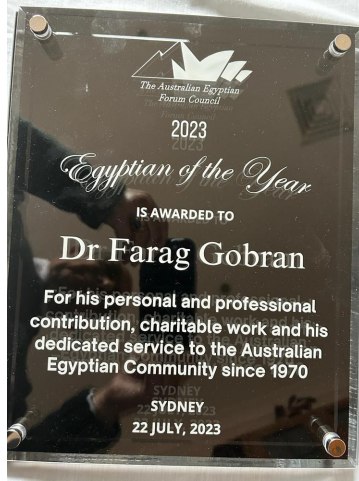 The Australian Egyptian
Forum Council
2023
Egyptian of the Year
IS AWARDED TO
Dr Farag Gobran
For his personal and professional
contribution, charitable work and his
dedicated service to the Australian
Egyptian Community since 1970
SYDNEY
22 JULY, 2023